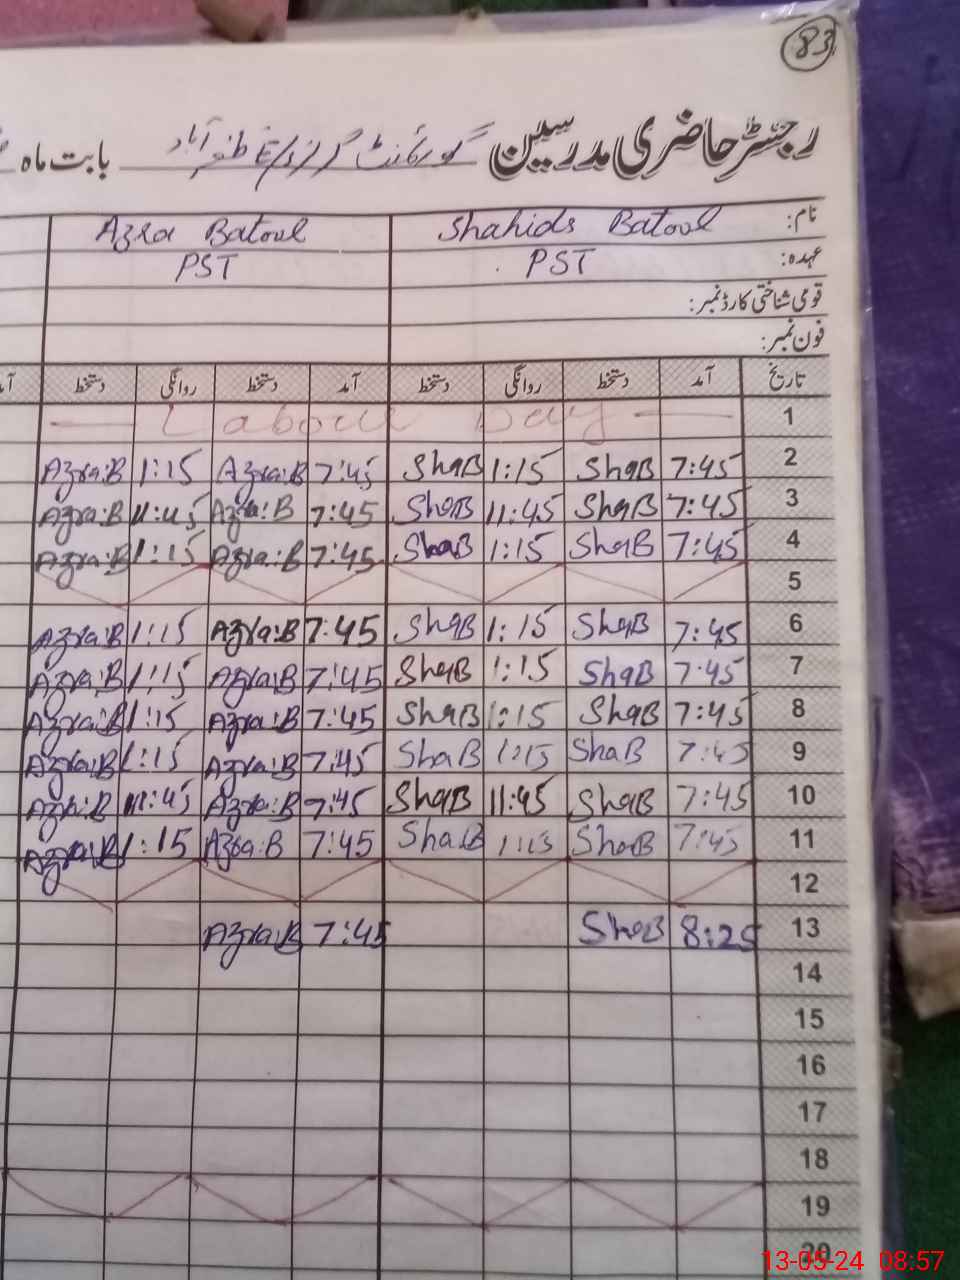 83
رجسٹر حاضری مدرسین گورنمنٹ گرلز بابت ماہ
نام: Shahida Batool Azra Batool
عہدہ: PST PST
قومی شناختی کارڈ نمبر:
فون نمبر:
تاریخ آمد دستخط روانگی دستخط آمد دستخط روانگی دستخط آمد
1 Labour Day
2 7:45 ShaB 1:15 ShaB 7:45 Azra:B 1:15 Azra:B
3 7:45 ShaB 11:45 ShaB 7:45 Azra:B 11:45 Azra:B
4 7:45 ShaB 1:15 ShaB 7:45 Azra:B 1:15 Azra:B
5
6 7:45 ShaB 1:15 ShaB 7:45 Azra:B 1:15 Azra:B
7 7:45 ShaB 1:15 ShaB 7:45 Azra:B 1:15 Azra:B
8 7:45 ShaB 1:15 ShaB 7:45 Azra:B 1:15 Azra:B
9 7:45 ShaB 1:15 ShaB 7:45 Azra:B 1:15 Azra:B
10 7:45 ShaB 11:45 ShaB 7:45 Azra:B 11:45 Azra:B
11 7:45 ShaB 1:15 ShaB 7:45 Azra:B 1:15 Azra:B
12
13 8:25 ShaB 7:45 Azra:B
14
15
16
17
18
19
20
13-05-24 08:57